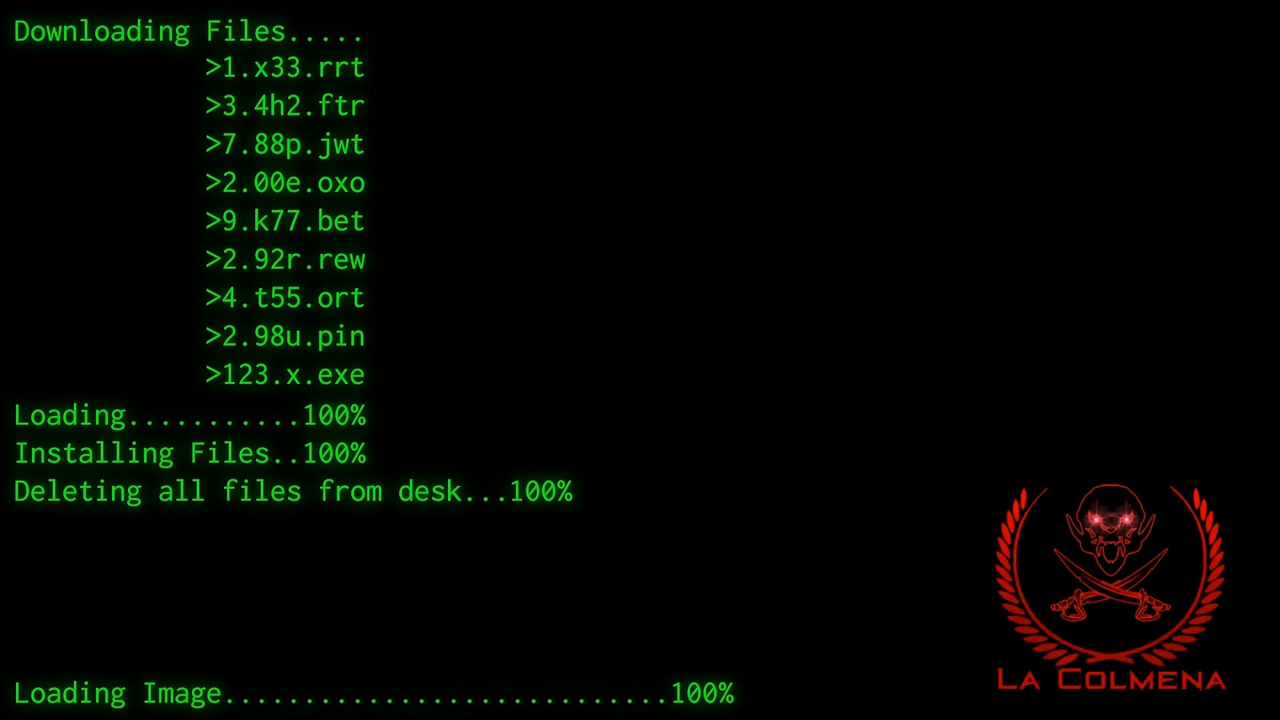 Downloading Files.....
>1.x33.rrt
>3.4h2.ftr
>7.88p.jwt
>2.00e.oxo
>9.k77.bet
>2.92r.rew
>4.t55.ort
>2.98u.pin
>123.x.exe
Loading...........100%
Installing Files..100%
Deleting all files from desk...100%
LA COLMENA
Loading Image............................100%